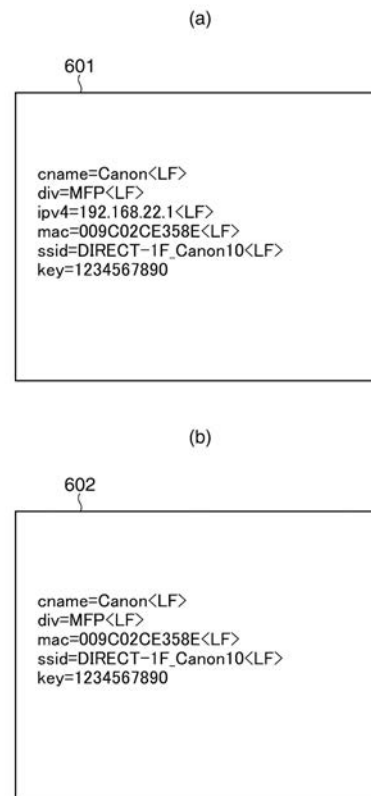 (a)
601
cname=Canon<LF>
div=MFP<LF>
ipv4=192.168.22.1<LF>
mac=009C02CE358E<LF>
ssid=DIRECT-1F_Canon10<LF>
key=1234567890
(b)
602
cname=Canon<LF>
div=MFP<LF>
mac=009C02CE358E<LF>
ssid=DIRECT-1F_Canon10<LF>
key=1234567890